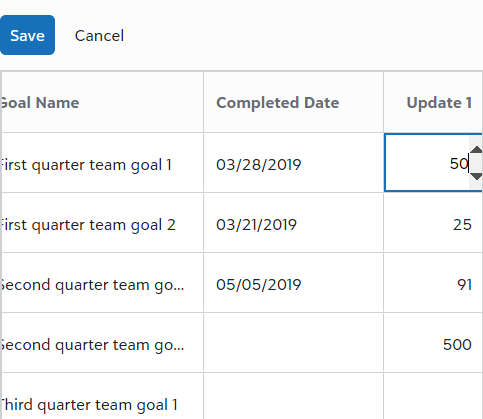 Save Cancel
Goal Name Completed Date Update 1
First quarter team goal 1 03/28/2019 50
First quarter team goal 2 03/21/2019 25
Second quarter team go... 05/05/2019 91
Second quarter team go... 500
Third quarter team goal 1